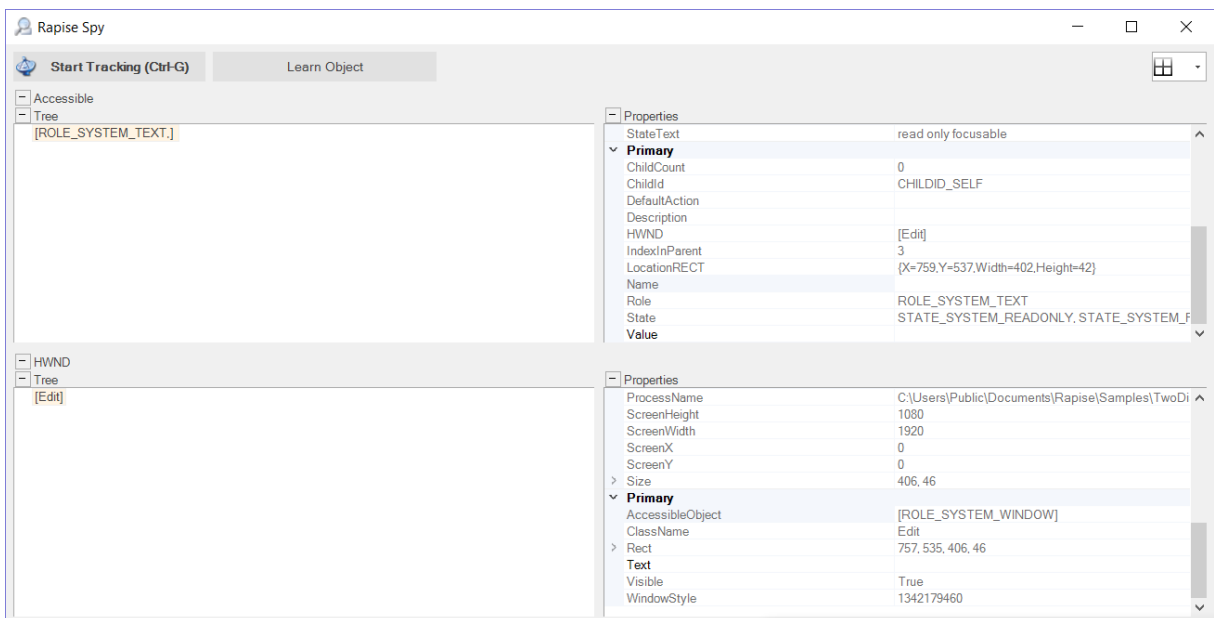 Rapise Spy
Start Tracking (Ctrl-G) Learn Object
Accessible
Tree
[ROLE_SYSTEM_TEXT,]
Properties
StateText read only focusable
Primary
ChildCount 0
ChildId CHILDID_SELF
DefaultAction
Description
HWND [Edit]
IndexInParent 3
LocationRECT {X=759,Y=537,Width=402,Height=42}
Name
Role ROLE_SYSTEM_TEXT
State STATE_SYSTEM_READONLY, STATE_SYSTEM_F
Value
HWND
Tree
[Edit]
Properties
ProcessName C:\Users\Public\Documents\Rapise\Samples\TwoDi
ScreenHeight 1080
ScreenWidth 1920
ScreenX 0
ScreenY 0
Size 406, 46
Primary
AccessibleObject [ROLE_SYSTEM_WINDOW]
ClassName Edit
Rect 757, 535, 406, 46
Text
Visible True
WindowStyle 1342179460